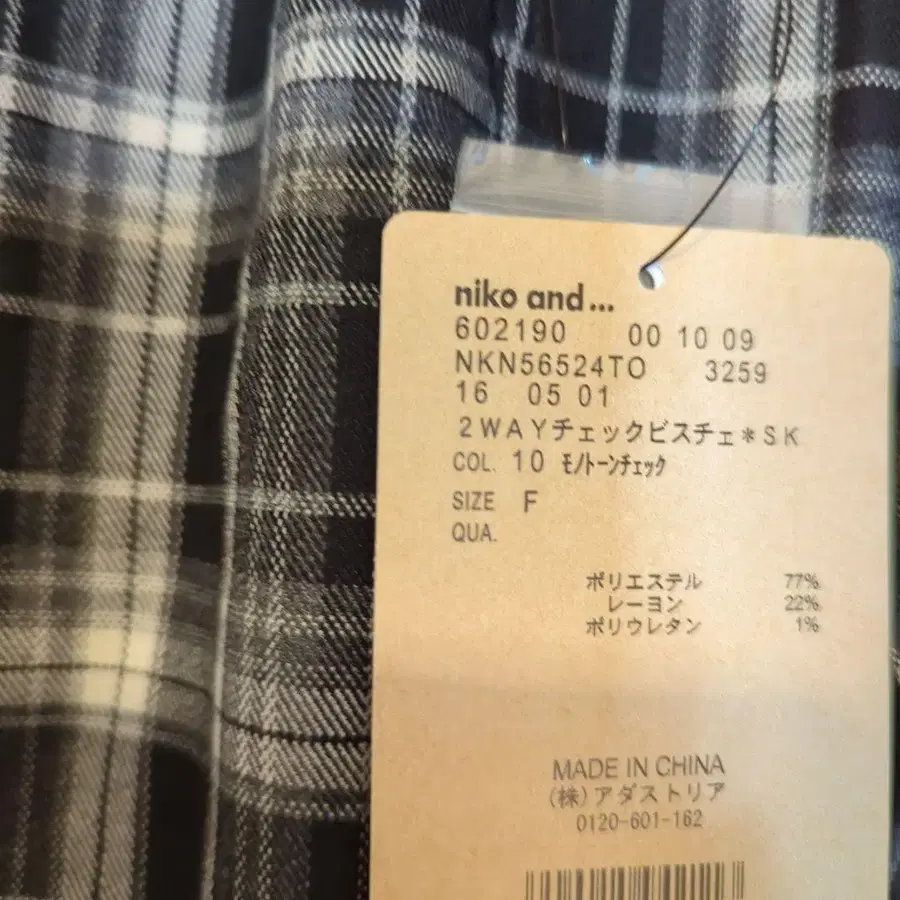 niko and...
602190 00 10 09
NKN56524TO 3259
16 05 01
2WAYチェックビスチェ*SK
COL. 10 モノトーンチェック
SIZE F
QUA.
ポリエステル 77%
レーヨン 22%
ポリウレタン 1%
MADE IN CHINA
(株)アダストリア
0120-601-162